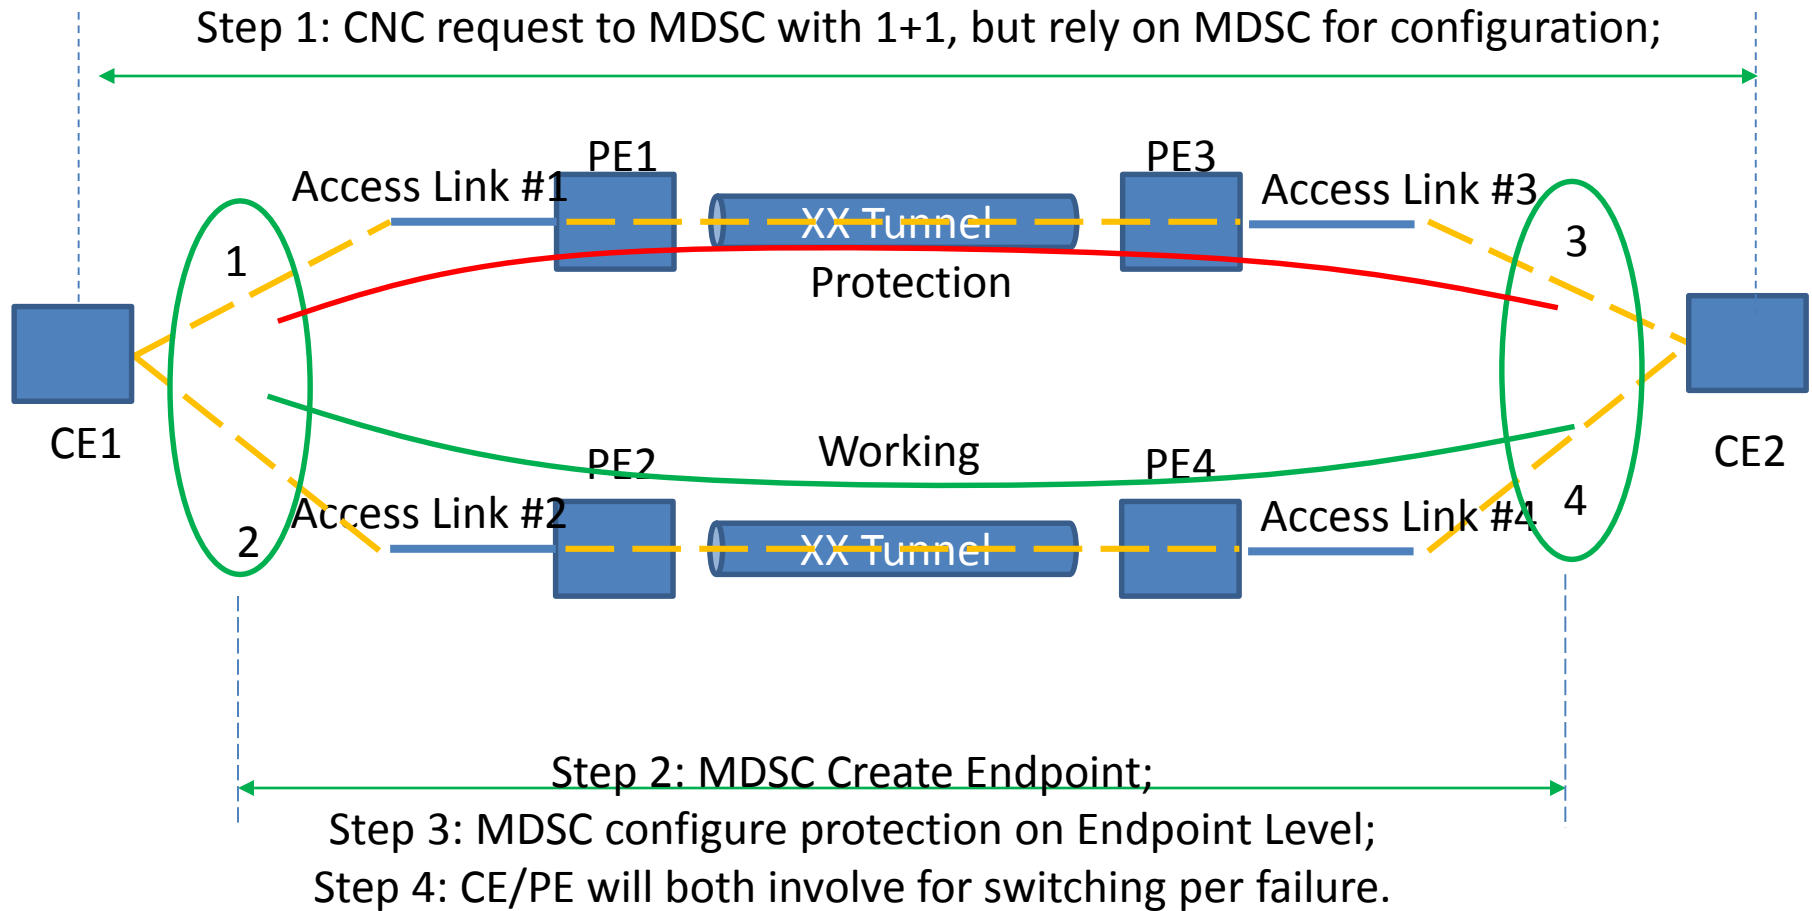 Step 1: CNC request to MDSC with 1+1, but rely on MDSC for configuration;
PE1
PE3
Access Link #1
Access Link #3
XX Tunnel
1
3
Protection
CE1
CE2
Working
PE2
PE4
Access Link #2
Access Link #4
2
4
XX Tunnel
Step 2: MDSC Create Endpoint;
Step 3: MDSC configure protection on Endpoint Level;
Step 4: CE/PE will both involve for switching per failure.